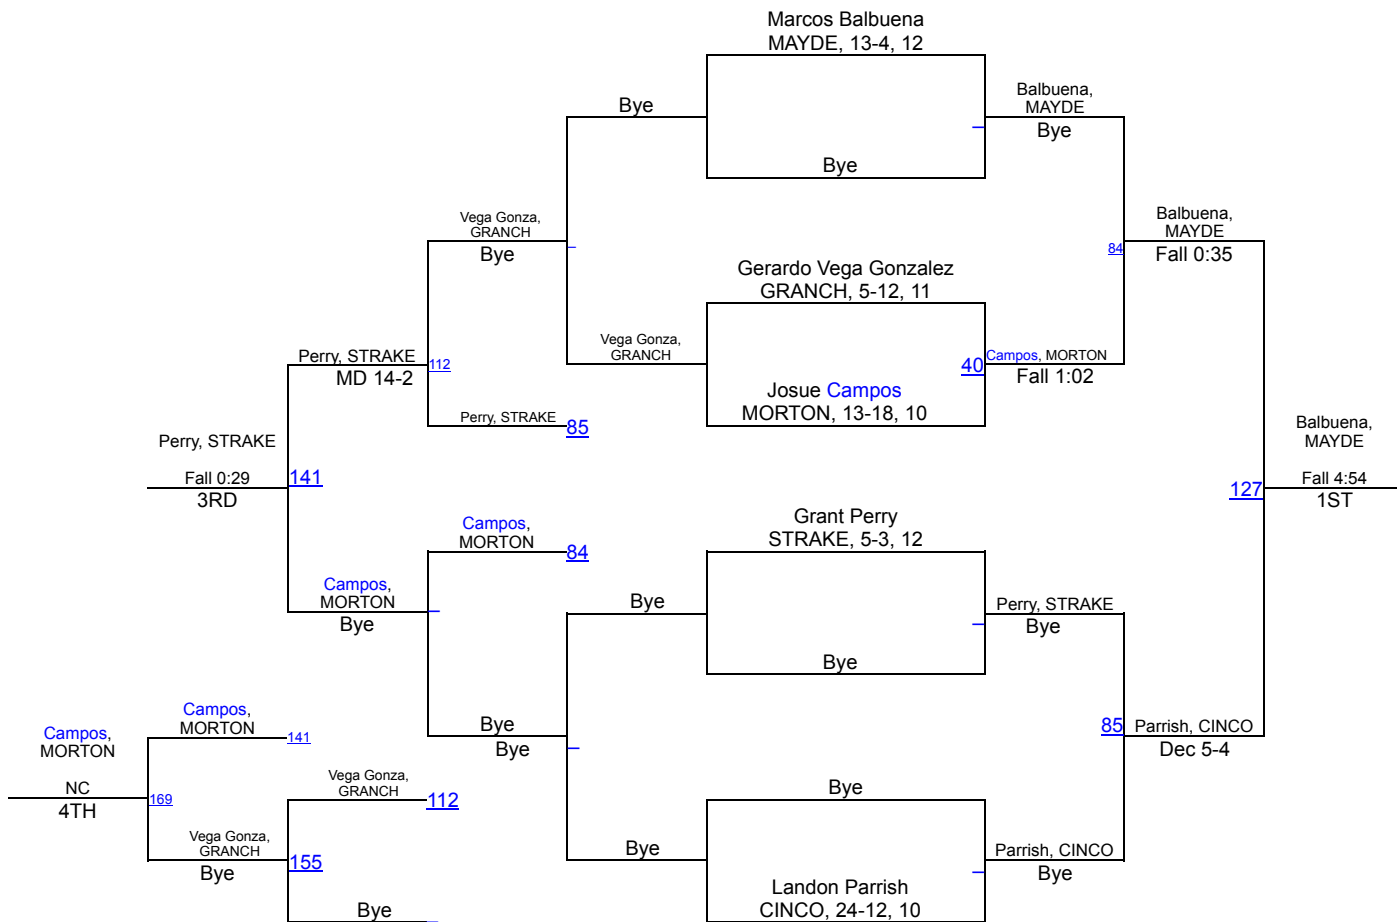 Marcos Balbuena
MAYDE, 13-4, 12
Bye
Balbuena,
MAYDE
Bye
Bye
Vega Gonza,
GRANCH
Bye
Balbuena,
MAYDE
84
Fall 0:35
Gerardo Vega Gonzalez
GRANCH, 5-12, 11
Vega Gonza,
GRANCH
Perry, STRAKE
112
MD 14-2
40
Campos, MORTON
Fall 1:02
Josue Campos
MORTON, 13-18, 10
Perry, STRAKE
85
Perry, STRAKE
Fall 0:29
141
3RD
Balbuena,
MAYDE
127
Fall 4:54
1ST
Grant Perry
STRAKE, 5-3, 12
Campos,
MORTON
84
Campos,
MORTON
Bye
Bye
Perry, STRAKE
Bye
Bye
Campos,
MORTON
141
Campos,
MORTON
Bye
Bye
85
Parrish, CINCO
Dec 5-4
NC
169
4TH
Vega Gonza,
GRANCH
112
Bye
Vega Gonza,
GRANCH
155
Bye
Bye
Parrish, CINCO
Bye
Landon Parrish
CINCO, 24-12, 10
Bye